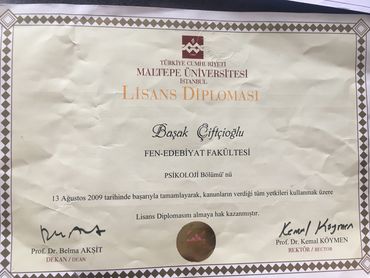 TÜRKİYE CUMHURİYETİ
MALTEPE ÜNİVERSİTESİ
İSTANBUL
LİSANS DİPLOMASI
Başak Çiftçioğlu
FEN-EDEBİYAT FAKÜLTESİ
PSİKOLOJİ Bölümü' nü
13 Ağustos 2009 tarihinde başarıyla tamamlayarak, kanunların verdiği tüm yetkileri kullanmak üzere
Lisans Diplomasını almaya hak kazanmıştır.
Kemal Köymen
Prof. Dr. Belma AKŞİT
DEKAN / DEAN
Prof. Dr. Kemal KÖYMEN
REKTÖR / RECTOR